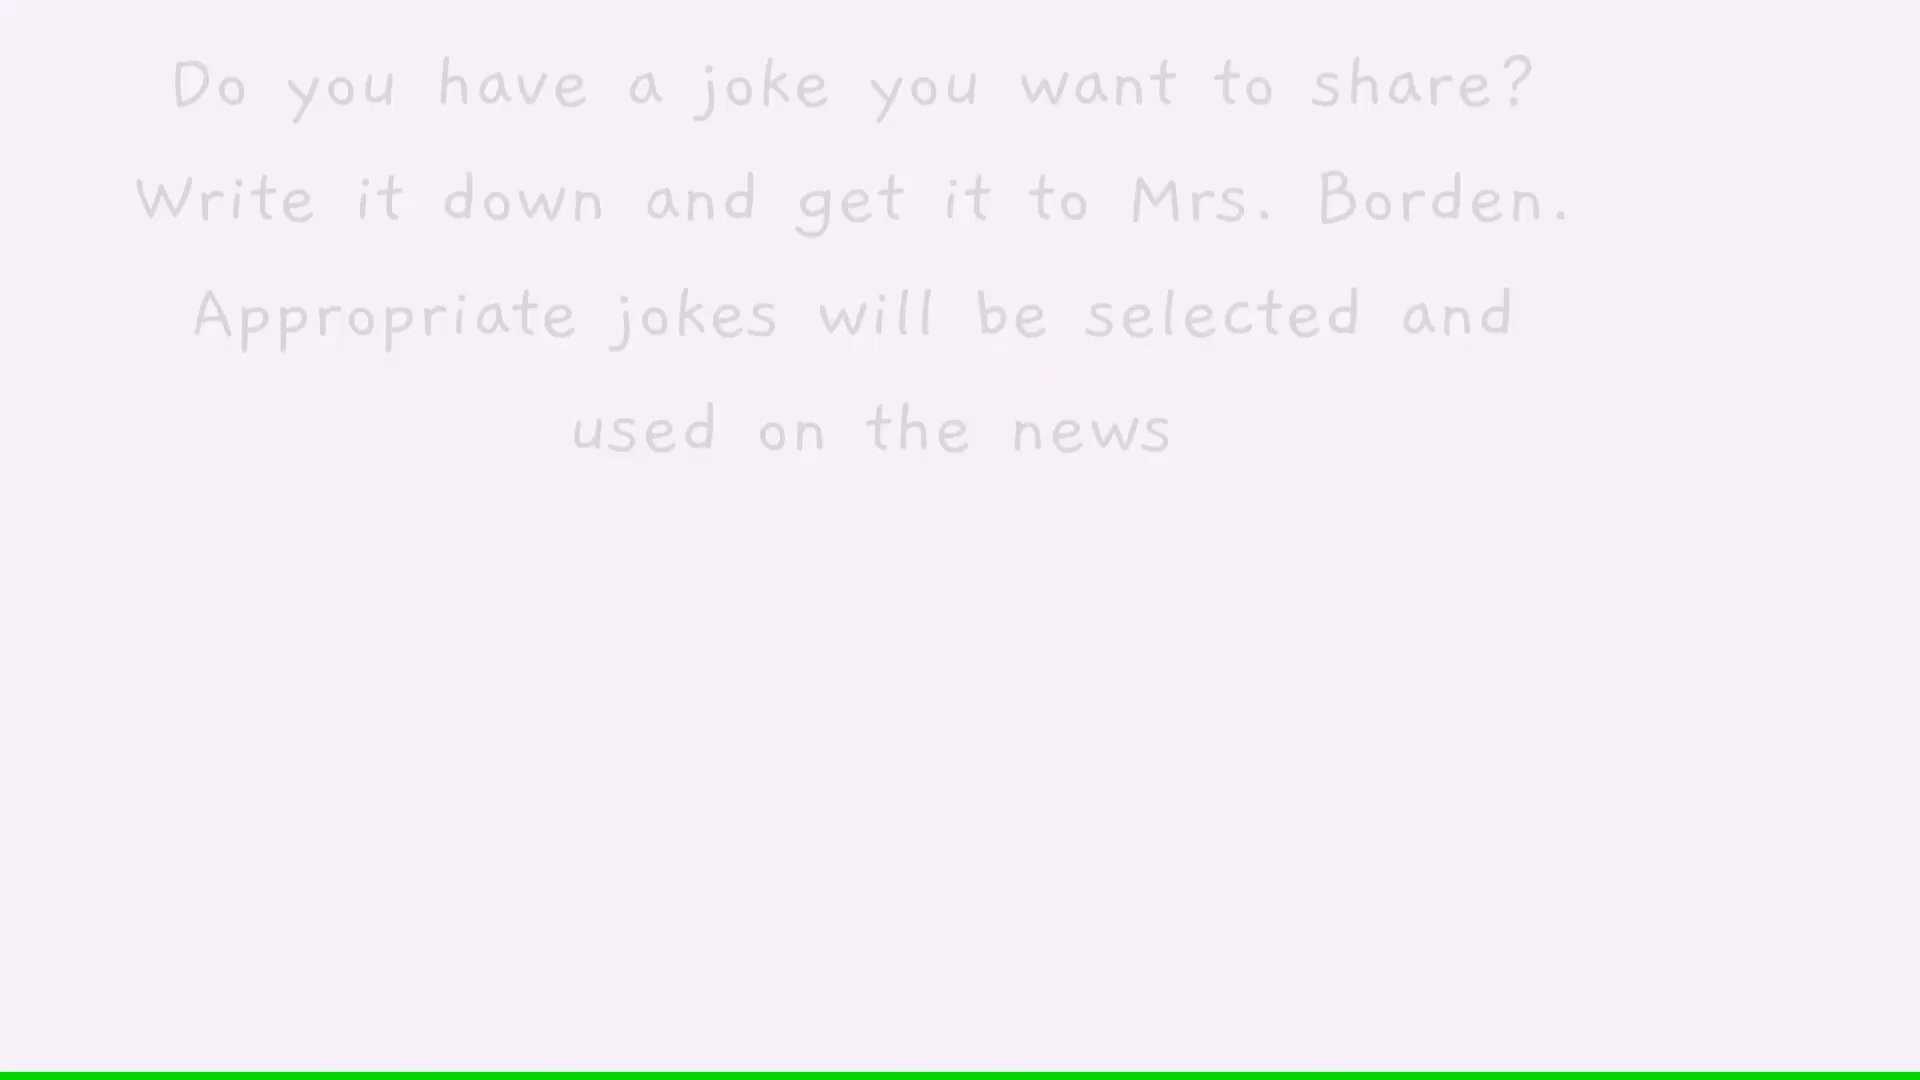 Do you have a joke you want to share?
Write it down and get it to Mrs. Borden.
Appropriate jokes will be selected and
used on the news